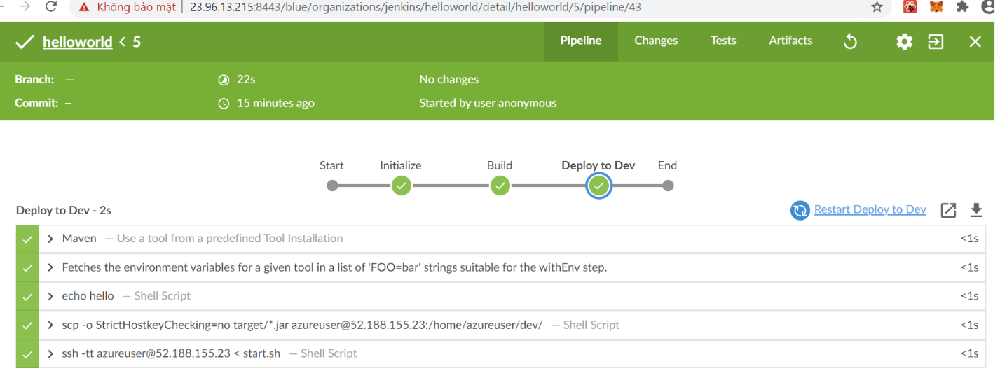 Không bảo mật 23.96.13.215:8443/blue/organizations/jenkins/helloworld/detail/helloworld/5/pipeline/43
helloworld < 5 Pipeline Changes Tests Artifacts
Branch: — 22s No changes
Commit: – 15 minutes ago Started by user anonymous
Start Initialize Build Deploy to Dev End
Deploy to Dev - 2s Restart Deploy to Dev
Maven — Use a tool from a predefined Tool Installation <1s
Fetches the environment variables for a given tool in a list of 'FOO=bar' strings suitable for the withEnv step. <1s
echo hello — Shell Script <1s
scp -o StrictHostkeyChecking=no target/*.jar azureuser@52.188.155.23:/home/azureuser/dev/ — Shell Script <1s
ssh -tt azureuser@52.188.155.23 < start.sh — Shell Script <1s